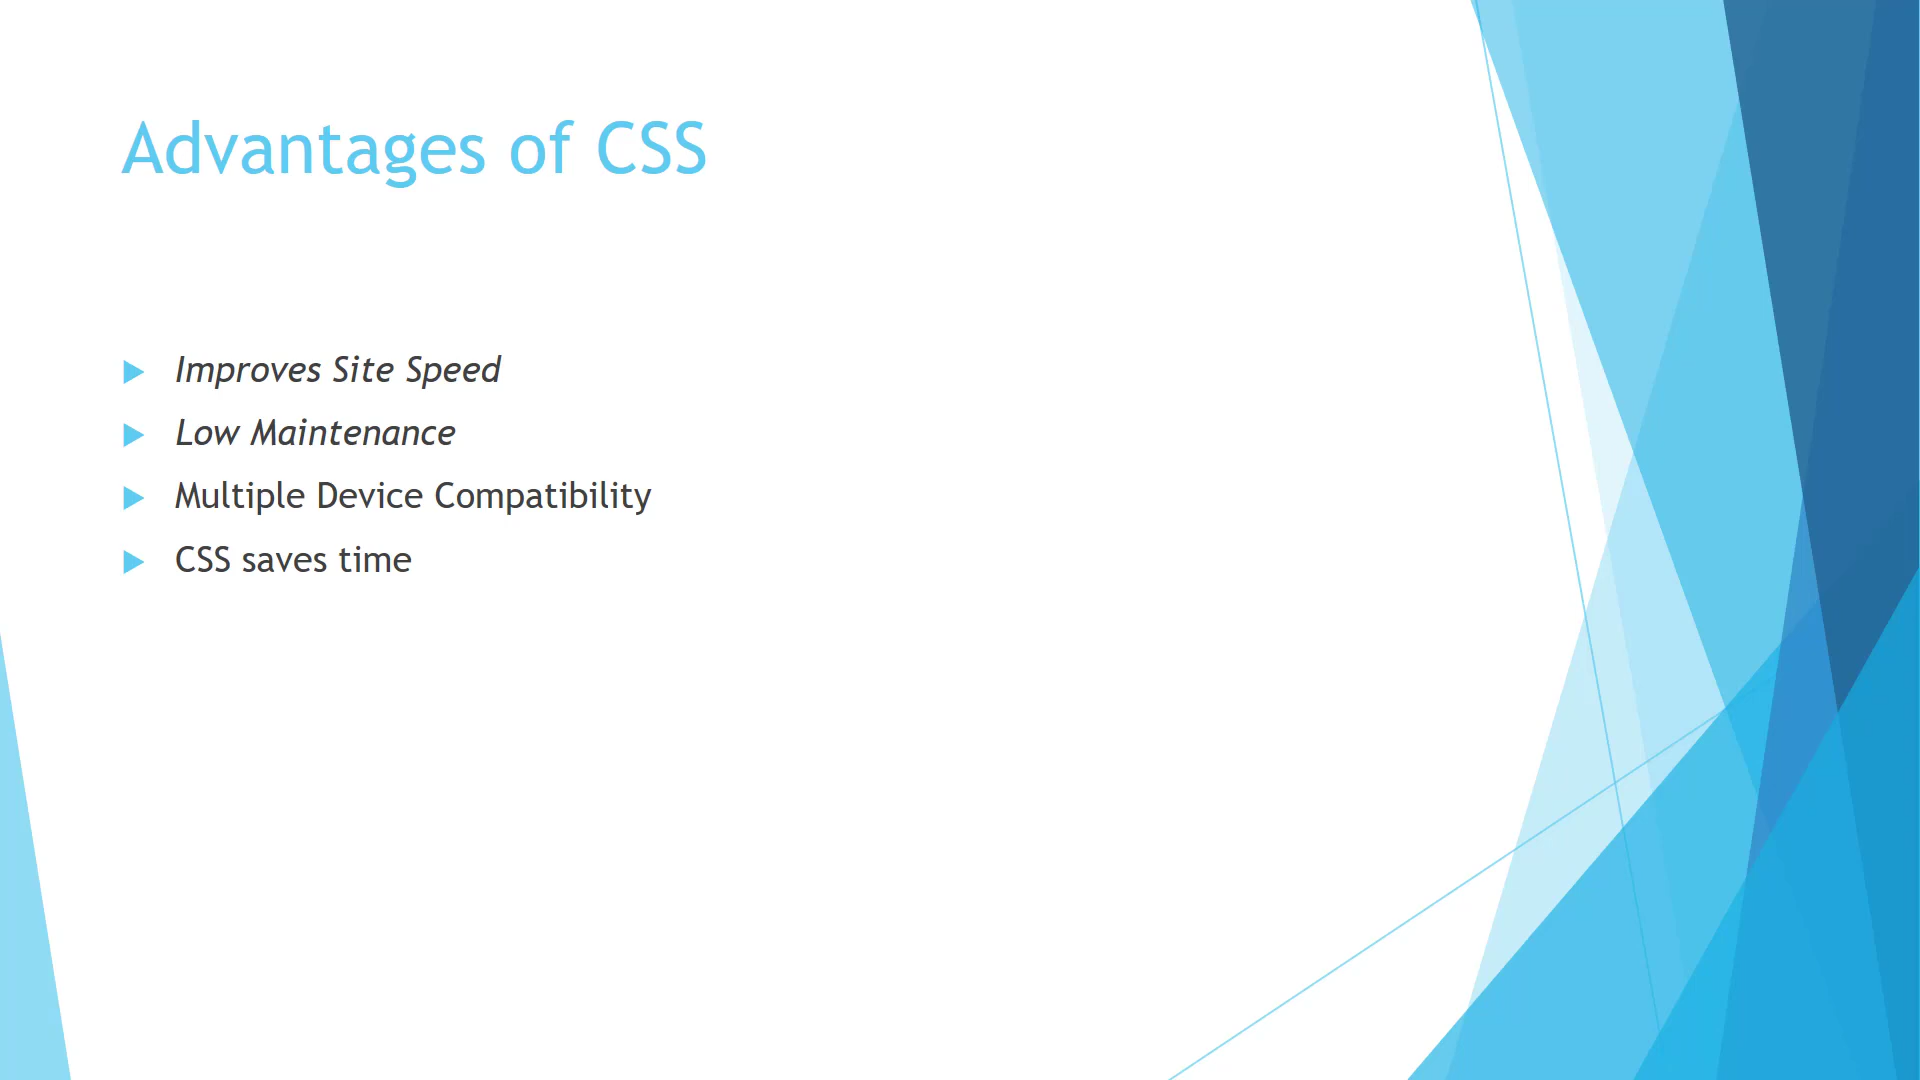 Advantages of CSS
Improves Site Speed
Low Maintenance
Multiple Device Compatibility
CSS saves time